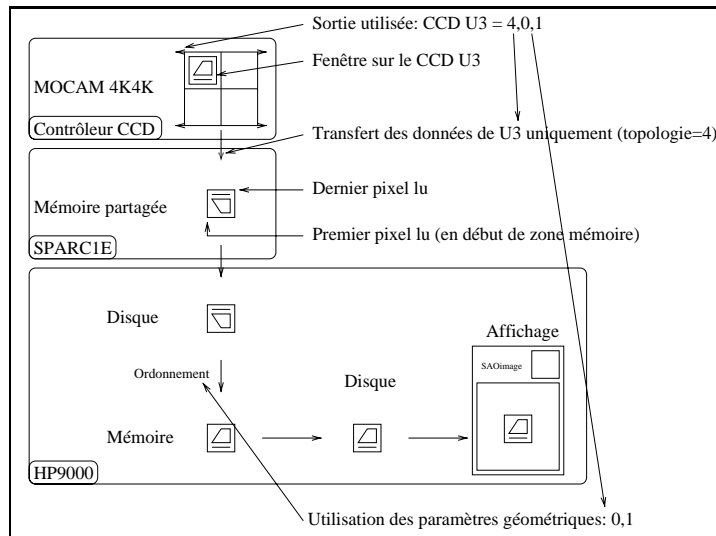 Sortie utilisée: CCD U3 = 4,0,1
Fenêtre sur le CCD U3
MOCAM 4K4K
Contrôleur CCD
Transfert des données de U3 uniquement (topologie=4)
Dernier pixel lu
Mémoire partagée
Premier pixel lu (en début de zone mémoire)
SPARC1E
Disque
Affichage
SAOimage
Ordonnement
Disque
Mémoire
HP9000
Utilisation des paramètres géométriques: 0,1